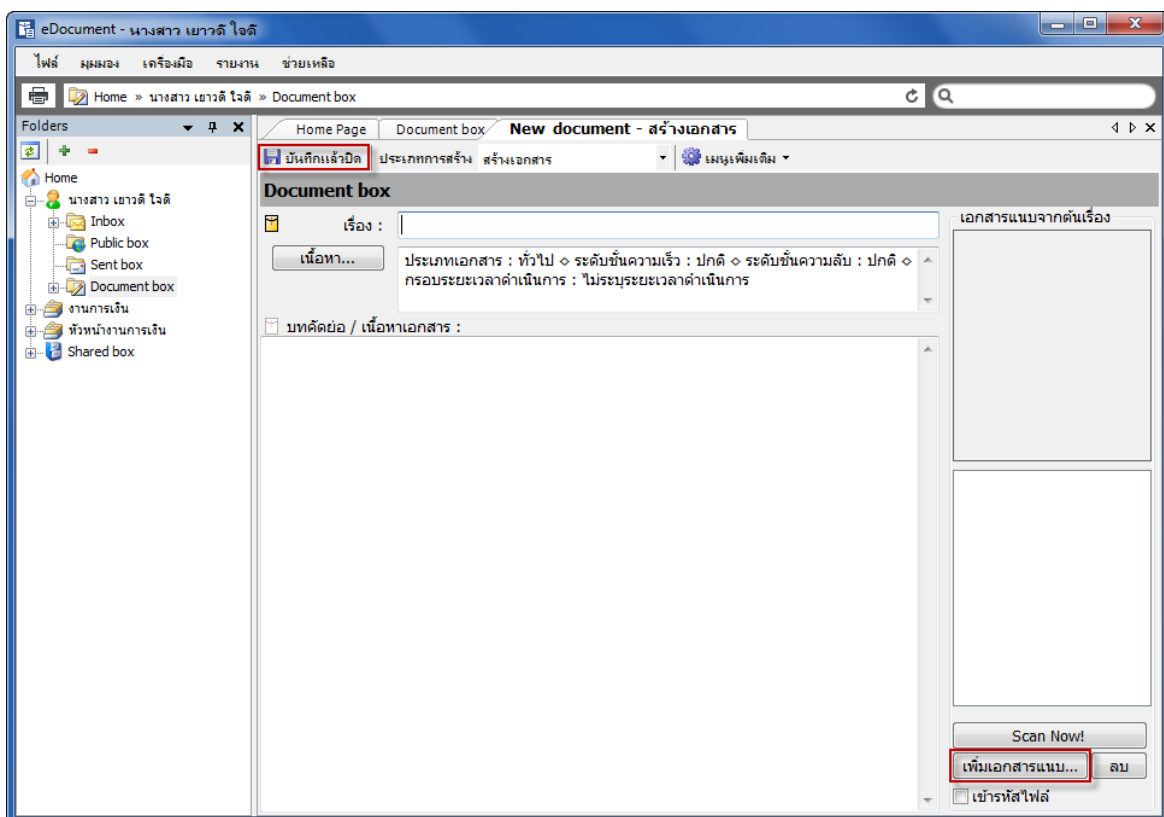 eDocument - นางสาว เยาวดี ใจดี
ไฟล์ มุมมอง เครื่องมือ รายงาน ช่วยเหลือ
Home » นางสาว เยาวดี ใจดี » Document box
Folders
Home Page Document box New document - สร้างเอกสาร
บันทึกแล้วปิด ประเภทการสร้าง สร้างเอกสาร เมนูเพิ่มเติม
Home
นางสาว เยาวดี ใจดี
Inbox
Public box
Sent box
Document box
งานการเงิน
หัวหน้างานการเงิน
Shared box
Document box
เรื่อง :
เนื้อหา...
ประเภทเอกสาร : ทั่วไป ◇ ระดับชั้นความเร็ว : ปกติ ◇ ระดับชั้นความลับ : ปกติ ◇
กรอบระยะเวลาดำเนินการ : ไม่ระบุระยะเวลาดำเนินการ
บทคัดย่อ / เนื้อหาเอกสาร :
เอกสารแนบจากต้นเรื่อง
Scan Now!
เพิ่มเอกสารแนบ... ลบ
เข้ารหัสไฟล์